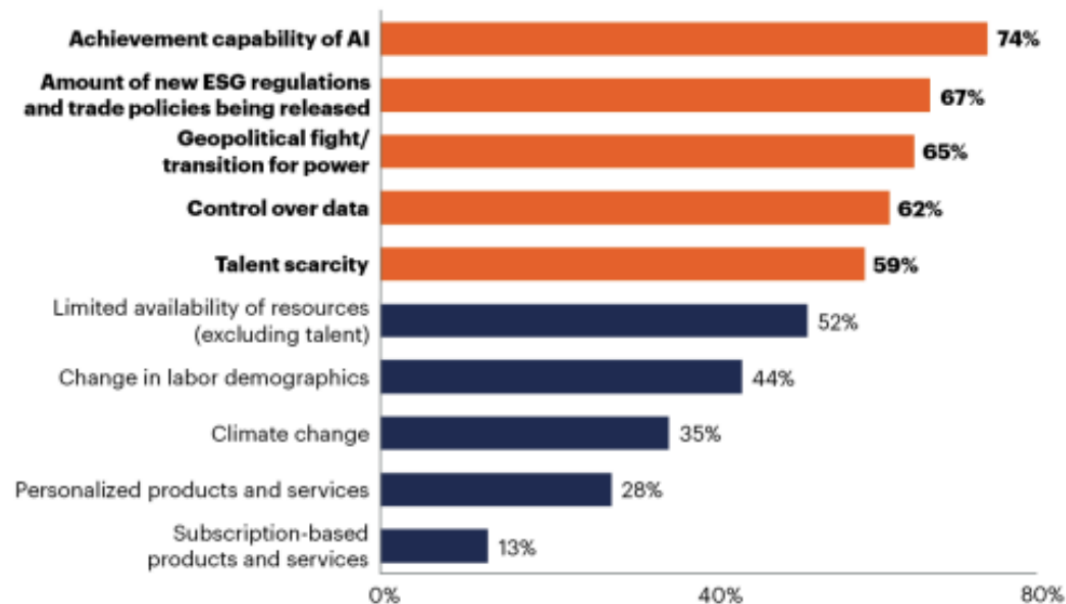 Achievement capability of AI 74%
Amount of new ESG regulations
and trade policies being released 67%
Geopolitical fight/
transition for power 65%
Control over data 62%
Talent scarcity 59%
Limited availability of resources
(excluding talent) 52%
Change in labor demographics 44%
Climate change 35%
Personalized products and services 28%
Subscription-based
products and services 13%
0% 40% 80%